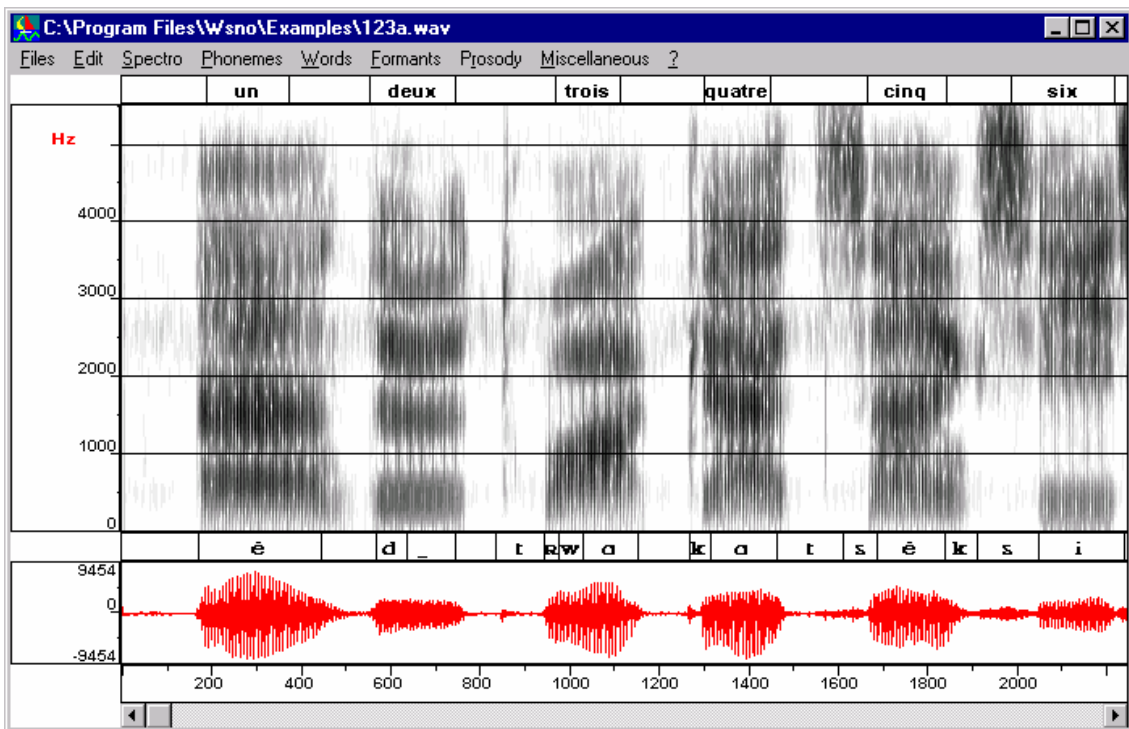 C:\Program Files\Wsno\Examples\123a.wav
Files Edit Spectro Phonemes Words Formants Prosody Miscellaneous ?
un deux trois quatre cinq six
Hz
4000
3000
2000
1000
0
ê d _ t R w a k a t s ê k s i
9454
0
-9454
200 400 600 800 1000 1200 1400 1600 1800 2000